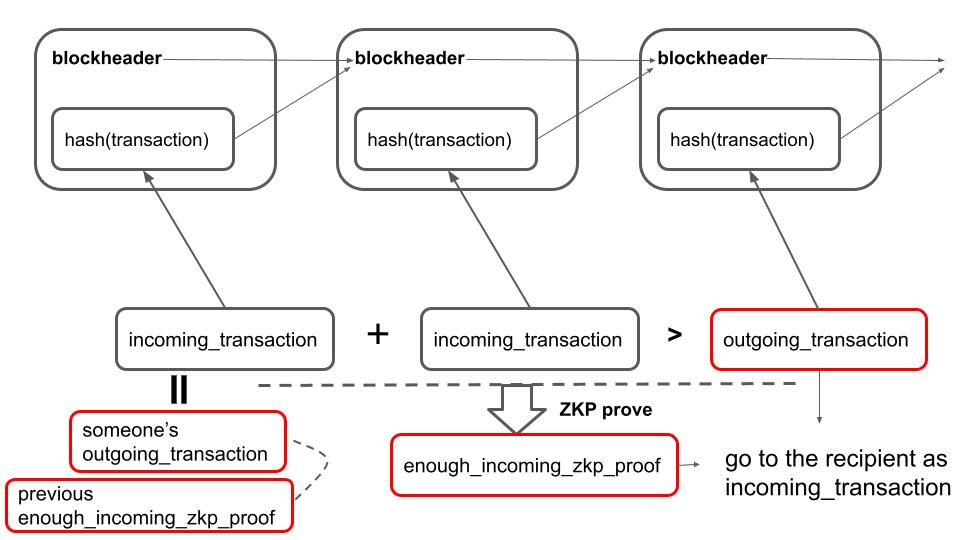 blockheader
blockheader
blockheader
hash(transaction)
hash(transaction)
hash(transaction)
incoming_transaction
+
incoming_transaction
>
outgoing_transaction
=
ZKP prove
someone's
outgoing_transaction
enough_incoming_zkp_proof
go to the recipient as
incoming_transaction
previous
enough_incoming_zkp_proof